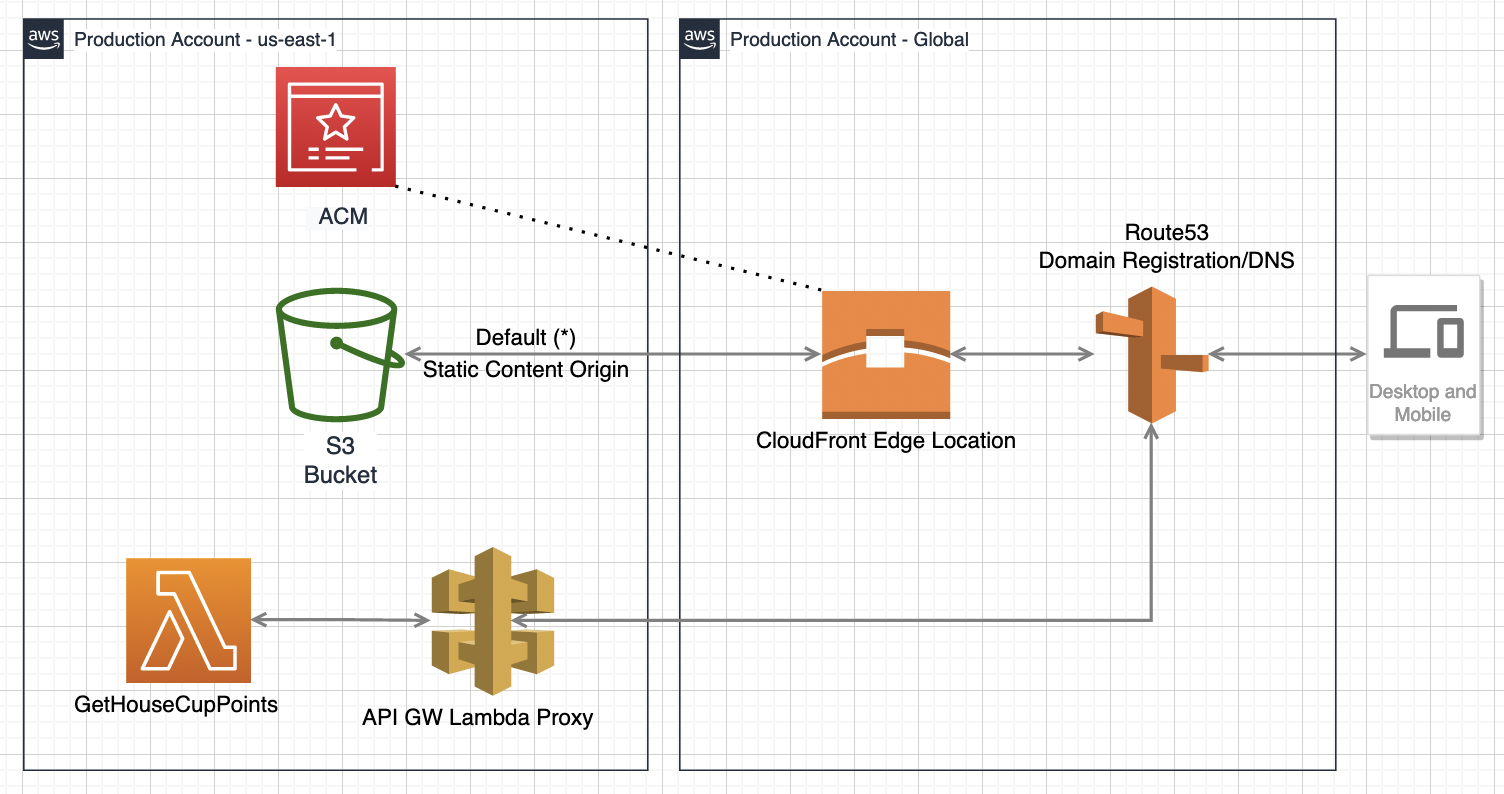 aws
Production Account - us-east-1
aws
Production Account - Global
ACM
Route53
Domain Registration/DNS
Default (*)
Static Content Origin
Desktop and
Mobile
CloudFront Edge Location
S3
Bucket
GetHouseCupPoints
API GW Lambda Proxy